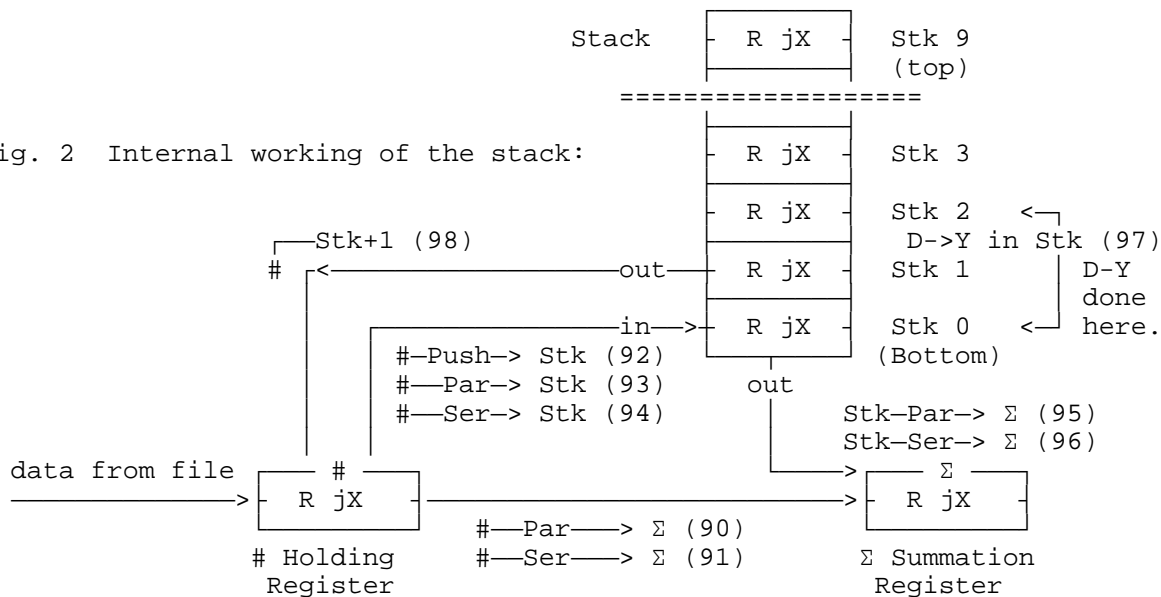 Stack R jX Stk 9
(top)
===================
ig. 2 Internal working of the stack: R jX Stk 3
R jX Stk 2 <—
Stk+1 (98) D->Y in Stk (97)
# <———out— R jX Stk 1 D-Y
done
in—>— R jX Stk 0 <— here.
#—Push—> Stk (92) (Bottom)
#——Par—> Stk (93) out
#——Ser—> Stk (94) Stk—Par—> Σ (95)
Stk—Ser—> Σ (96)
data from file # > Σ
> R jX > R jX
#——Par———> Σ (90)
# Holding #——Ser———> Σ (91) Σ Summation
Register Register